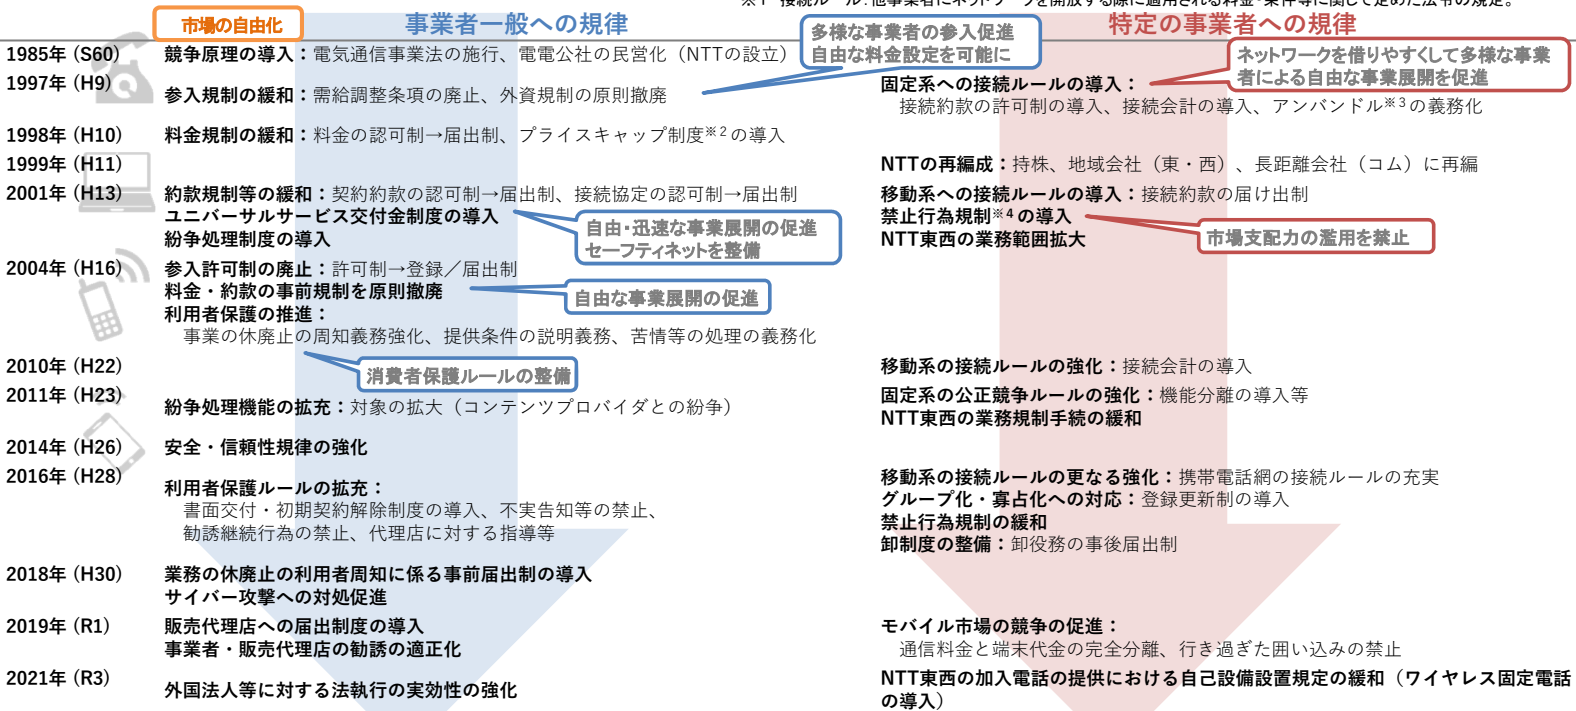 ※1 接続ルール：他事業者にネットワークを開放する際に適用される料金・条件等に関して定めた法令の規定。
市場の自由化
事業者一般への規律
特定の事業者への規律
1985年 (S60)
競争原理の導入：電気通信事業法の施行、電電公社の民営化（NTTの設立）
多様な事業者の参入促進
自由な料金設定を可能に
ネットワークを借りやすくして多様な事業
者による自由な事業展開を促進
1997年 (H9)
参入規制の緩和：需給調整条項の廃止、外資規制の原則撤廃
固定系への接続ルールの導入：
接続約款の許可制の導入、接続会計の導入、アンバンドル※3の義務化
1998年 (H10)
料金規制の緩和：料金の認可制→届出制、プライスキャップ制度※2の導入
1999年 (H11)
NTTの再編成：持株、地域会社（東・西）、長距離会社（コム）に再編
2001年 (H13)
約款規制等の緩和：契約約款の認可制→届出制、接続協定の認可制→届出制
ユニバーサルサービス交付金制度の導入
紛争処理制度の導入
自由・迅速な事業展開の促進
セーフティネットを整備
移動系への接続ルールの導入：接続約款の届け出制
禁止行為規制※4の導入
NTT東西の業務範囲拡大
市場支配力の濫用を禁止
2004年 (H16)
参入許可制の廃止：許可制→登録／届出制
料金・約款の事前規制を原則撤廃
自由な事業展開の促進
利用者保護の推進：
事業の休廃止の周知義務強化、提供条件の説明義務、苦情等の処理の義務化
消費者保護ルールの整備
2010年 (H22)
移動系の接続ルールの強化：接続会計の導入
2011年 (H23)
紛争処理機能の拡充：対象の拡大（コンテンツプロバイダとの紛争）
固定系の公正競争ルールの強化：機能分離の導入等
NTT東西の業務規制手続の緩和
2014年 (H26)
安全・信頼性規律の強化
2016年 (H28)
利用者保護ルールの拡充：
書面交付・初期契約解除制度の導入、不実告知等の禁止、
勧誘継続行為の禁止、代理店に対する指導等
移動系の接続ルールの更なる強化：携帯電話網の接続ルールの充実
グループ化・寡占化への対応：登録更新制の導入
禁止行為規制の緩和
卸制度の整備：卸役務の事後届出制
2018年 (H30)
業務の休廃止の利用者周知に係る事前届出制の導入
サイバー攻撃への対処促進
2019年 (R1)
販売代理店への届出制度の導入
事業者・販売代理店の勧誘の適正化
モバイル市場の競争の促進：
通信料金と端末代金の完全分離、行き過ぎた囲い込みの禁止
2021年 (R3)
外国法人等に対する法執行の実効性の強化
NTT東西の加入電話の提供における自己設備設置規定の緩和（ワイヤレス固定電話
の導入）